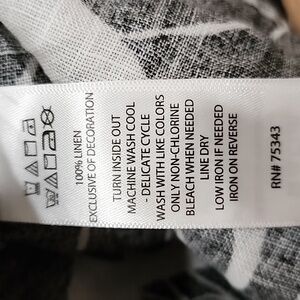 100% LINEN
EXCLUSIVE OF DECORATION
TURN INSIDE OUT
MACHINE WASH COOL
- DELICATE CYCLE
WASH WITH LIKE COLORS
ONLY NON-CHLORINE
BLEACH WHEN NEEDED
LINE DRY
LOW IRON IF NEEDED
IRON ON REVERSE
RN# 75343